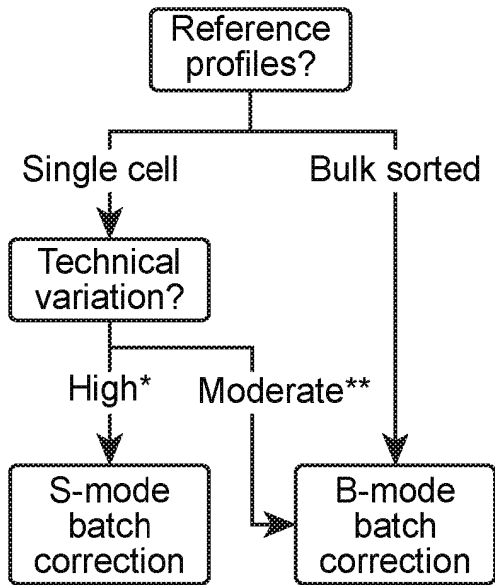 Reference
profiles?
Single cell
Bulk sorted
Technical
variation?
High*
Moderate**
S-mode
batch
correction
B-mode
batch
correction